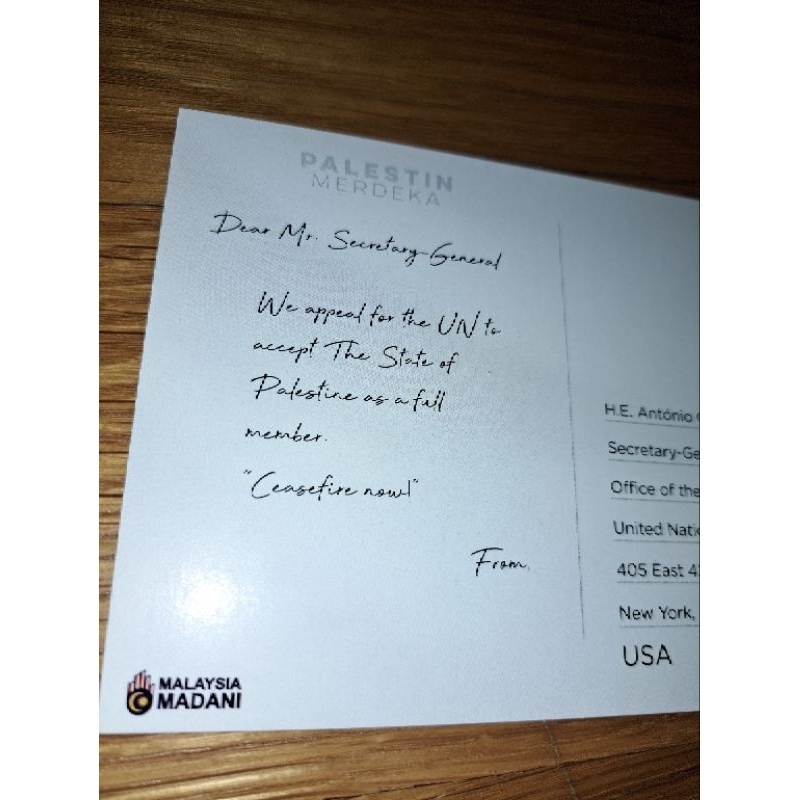 PALESTIN
MERDEKA
Dear Mr. Secretary-General
We appeal for the UN to
accept The State of
Palestine as a full
member.
"Ceasefire now!"
From,
H.E. António
Secretary-Ge
Office of the
United Nati
405 East 4
New York,
USA
MALAYSIA
MADANI